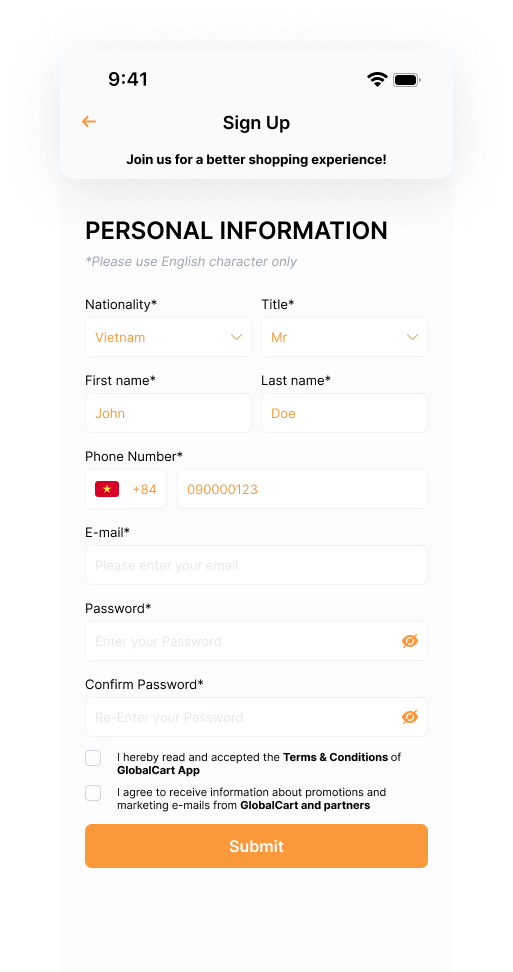 9:41
Sign Up
Join us for a better shopping experience!
PERSONAL INFORMATION
*Please use English character only
Nationality* Title*
Vietnam Mr
First name* Last name*
John Doe
Phone Number*
+84 090000123
E-mail*
Please enter your email
Password*
Enter your Password
Confirm Password*
Re-Enter your Password
I hereby read and accepted the Terms & Conditions of
GlobalCart App
I agree to receive information about promotions and
marketing e-mails from GlobalCart and partners
Submit